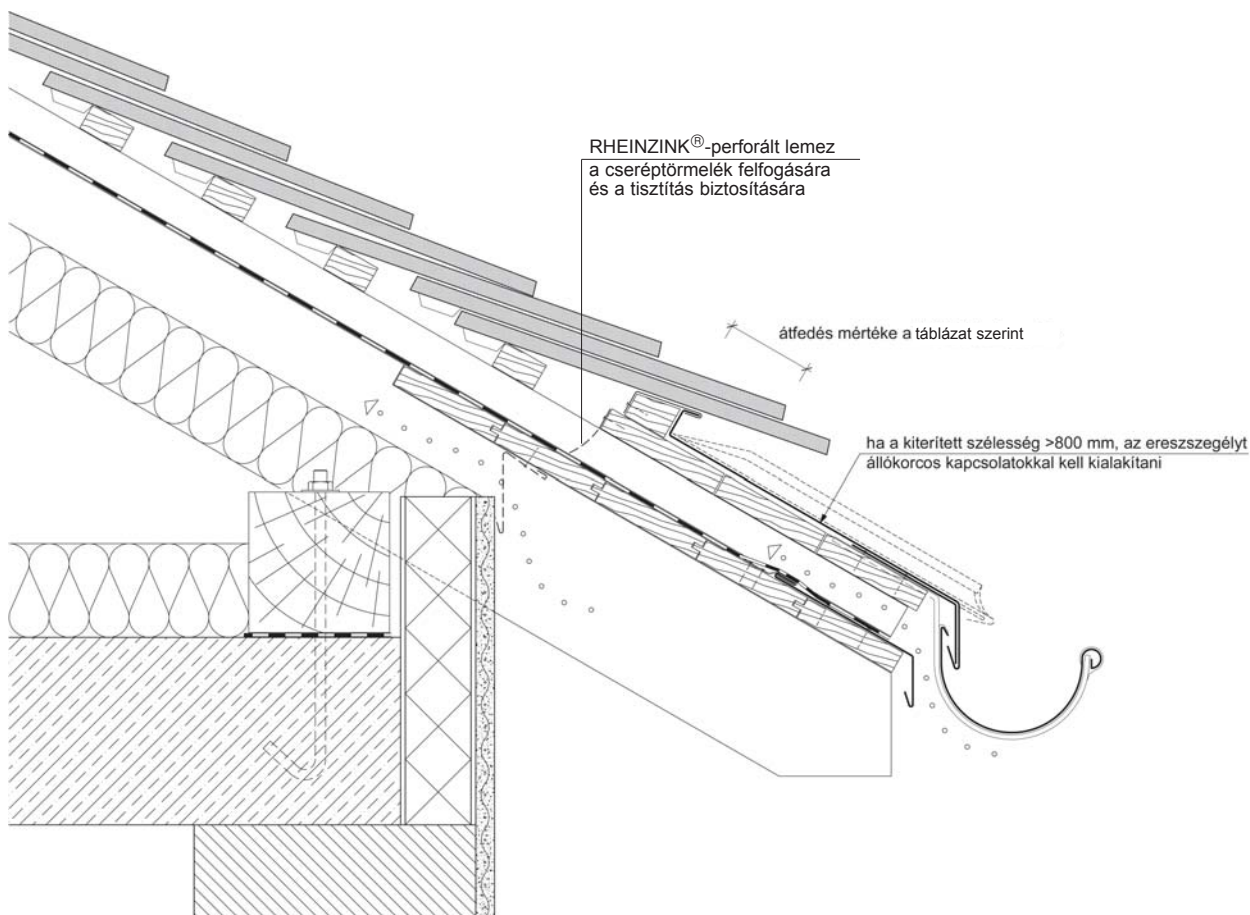 RHEINZINK®-perforált lemez
a cseréptörmelék felfogására
és a tisztítás biztosítására
átfedés mértéke a táblázat szerint
ha a kiterített szélesség >800 mm, az ereszszegélyt
állókorcos kapcsolatokkal kell kialakítani